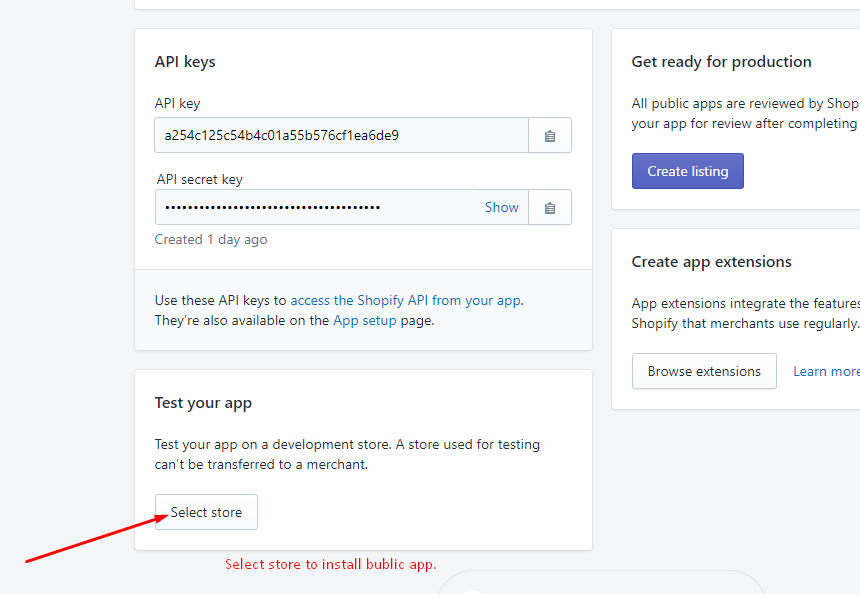 API keys
API key
a254c125c54b4c01a55b576cf1ea6de9
API secret key
•••••••••••••••••••••••••••••••••••••
Show
Created 1 day ago
Use these API keys to access the Shopify API from your app.
They’re also available on the App setup page.
Test your app
Test your app on a development store. A store used for testing
can’t be transferred to a merchant.
Select store
Select store to install bublic app.
Get ready for production
All public apps are reviewed by Shop
your app for review after completing
Create listing
Create app extensions
App extensions integrate the features
Shopify that merchants use regularly.
Browse extensions
Learn more